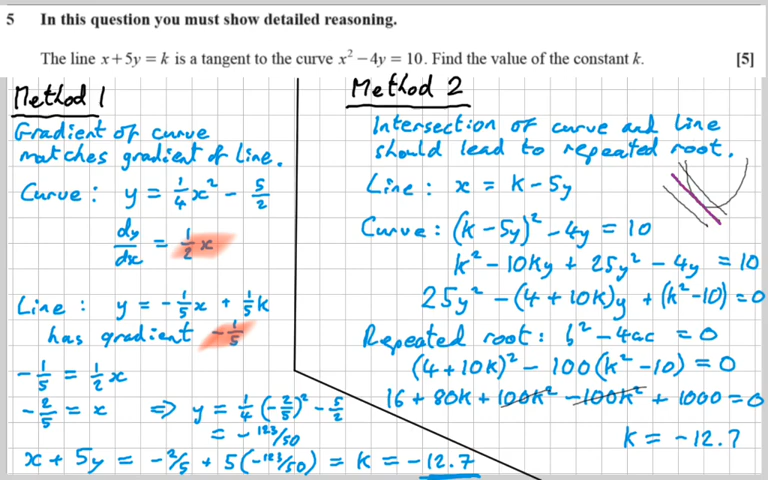 5 In this question you must show detailed reasoning.
The line x + 5y = k is a tangent to the curve x² − 4y = 10. Find the value of the constant k. [5]
Method 1
Gradient of curve
matches gradient of line.
Curve: y = 1/4 x² − 5/2
dy/dx = 1/2 x
Line: y = −1/5 x + 1/5 k
has gradient −1/5
−1/5 = 1/2 x
−2/5 = x ⇒ y = 1/4 (−2/5)² − 5/2
= −123/50
x + 5y = −2/5 + 5(−123/50) = k = −12.7
Method 2
Intersection of curve and line
should lead to repeated root.
Line: x = k − 5y
Curve: (k − 5y)² − 4y = 10
k² − 10ky + 25y² − 4y = 10
25y² − (4 + 10k)y + (k² − 10) = 0
Repeated root: b² − 4ac = 0
(4 + 10k)² − 100(k² − 10) = 0
16 + 80k + 100k² − 100k² + 1000 = 0
k = −12.7